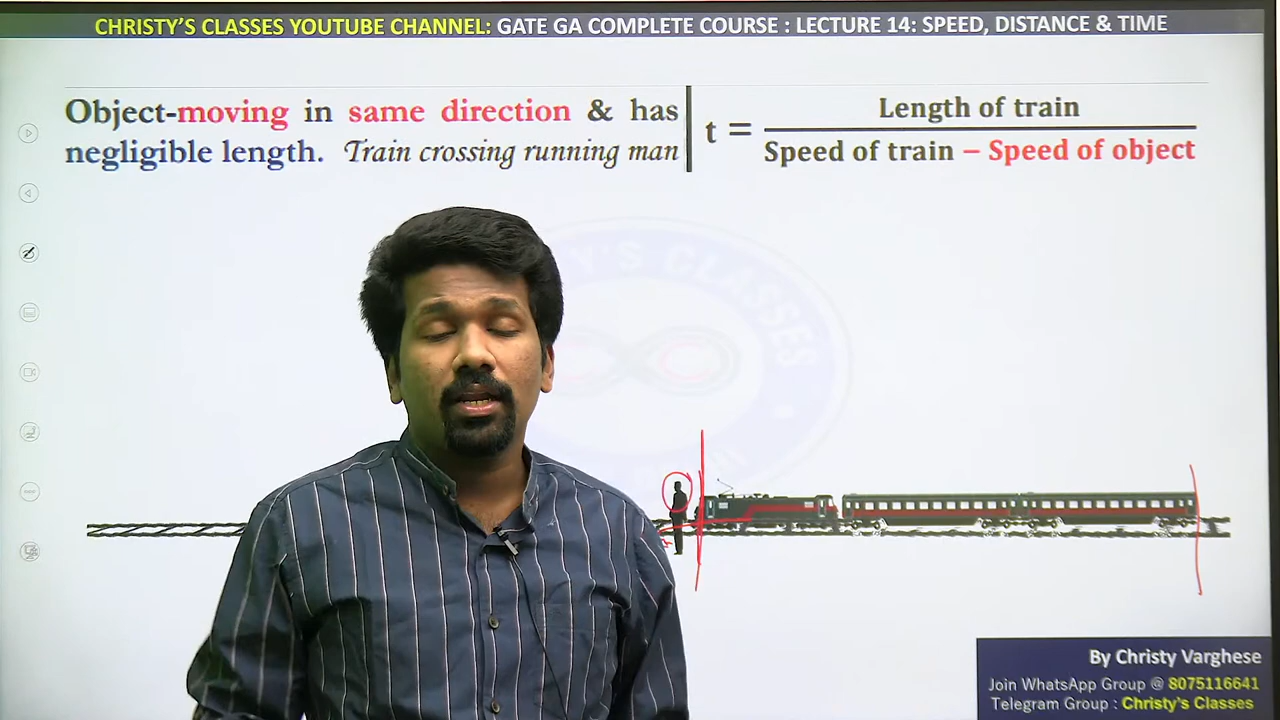 CHRISTY'S CLASSES YOUTUBE CHANNEL: GATE GA COMPLETE COURSE : LECTURE 14: SPEED, DISTANCE & TIME
Object-moving in same direction & has
negligible length. Train crossing running man
t = Length of train
Speed of train – Speed of object
Y'S CLASSES
By Christy Varghese
Join WhatsApp Group @ 8075116641
Telegram Group : Christy's Classes